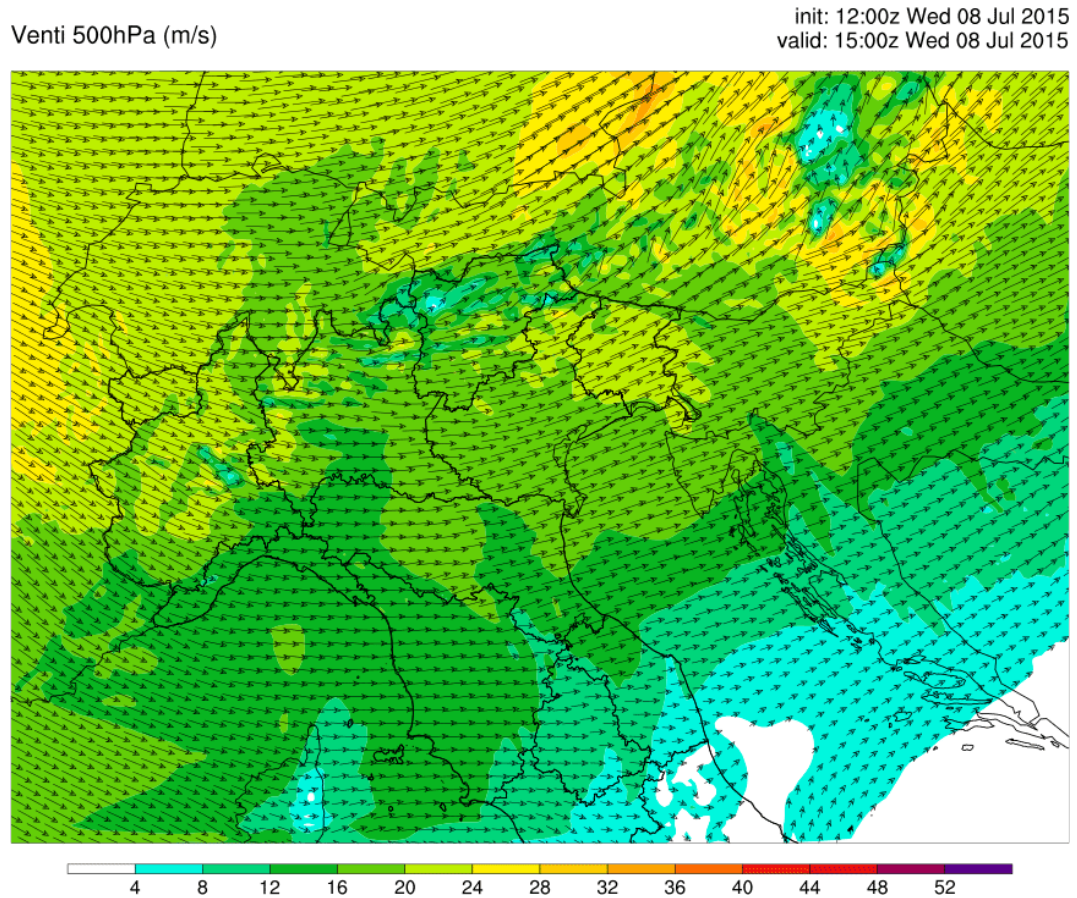 Venti 500hPa (m/s)
init: 12:00z Wed 08 Jul 2015
valid: 15:00z Wed 08 Jul 2015
4 8 12 16 20 24 28 32 36 40 44 48 52